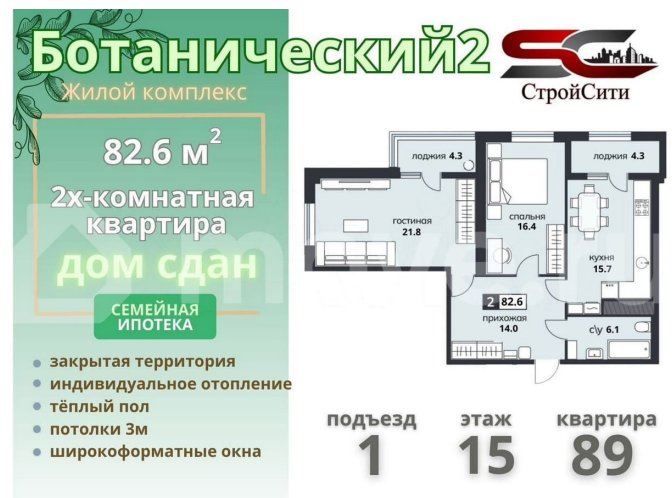 Ботанический2
Жилой комплекс
82.6 м²
2х-комнатная
квартира
дом сдан
СЕМЕЙНАЯ
ИПОТЕКА
закрытая территория
индивидуальное отопление
тёплый пол
потолки 3м
широкоформатные окна
СтройСити
лоджия 4.3
лоджия 4.3
гостиная
21.8
спальня
16.4
кухня
15.7
2 82.6
прихожая
14.0
с\у 6.1
подъезд
1
этаж
15
квартира
89